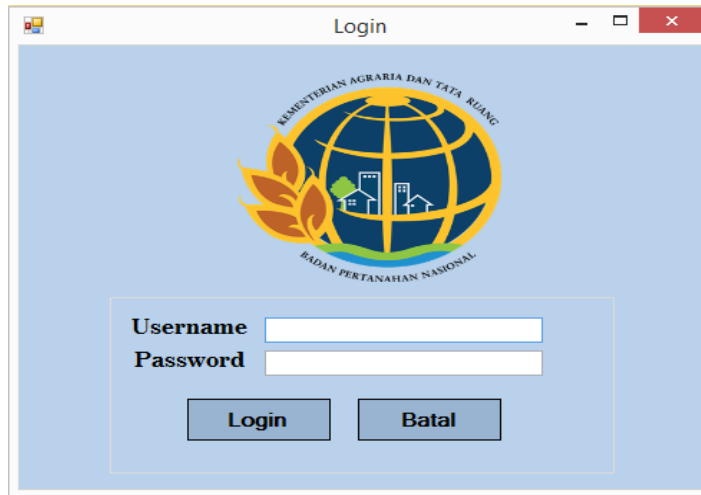 Login
KEMENTERIAN AGRARIA DAN TATA RUANG
BADAN PERTANAHAN NASIONAL
Username
Password
Login Batal